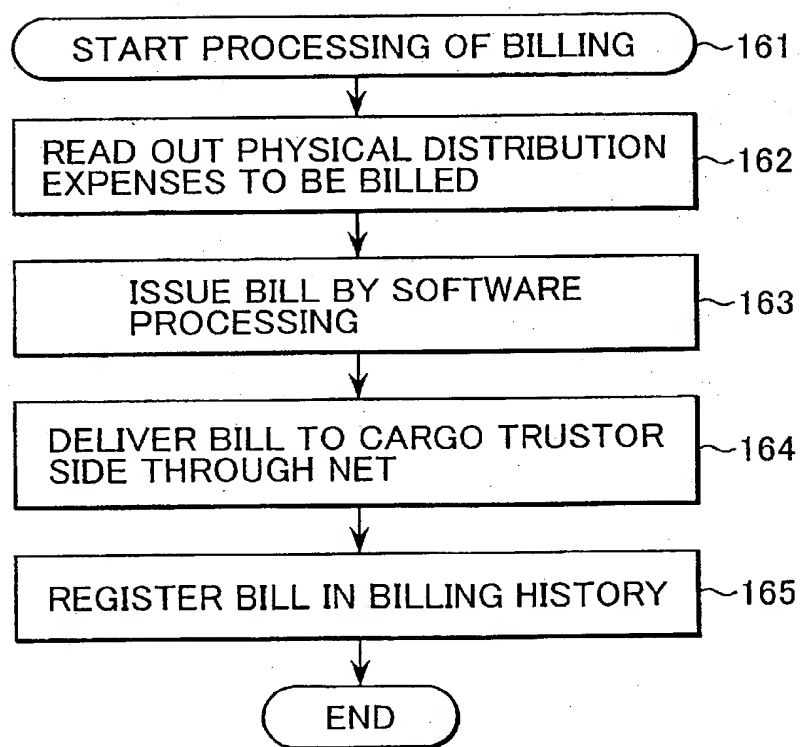 START PROCESSING OF BILLING 161
READ OUT PHYSICAL DISTRIBUTION
EXPENSES TO BE BILLED 162
ISSUE BILL BY SOFTWARE
PROCESSING 163
DELIVER BILL TO CARGO TRUSTOR
SIDE THROUGH NET 164
REGISTER BILL IN BILLING HISTORY 165
END